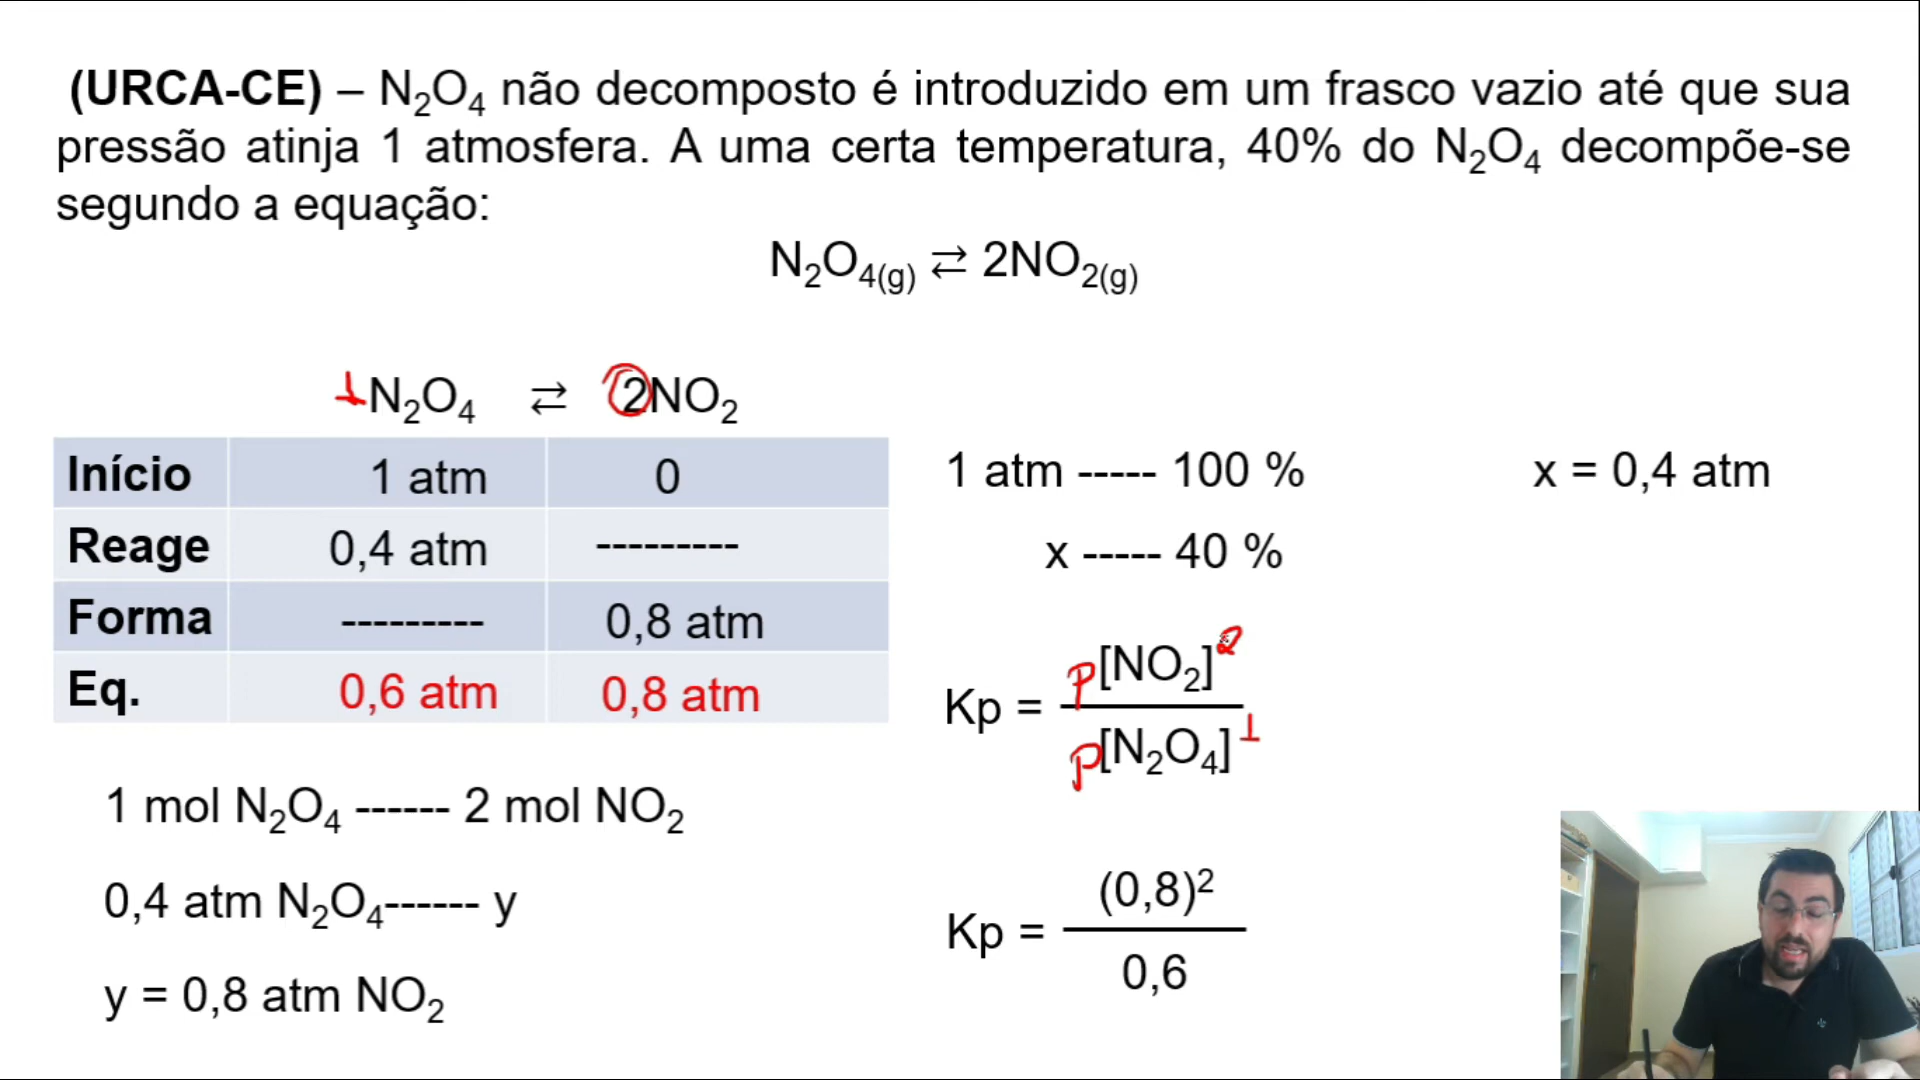 (URCA-CE) – N₂O₄ não decomposto é introduzido em um frasco vazio até que sua
pressão atinja 1 atmosfera. A uma certa temperatura, 40% do N₂O₄ decompõe-se
segundo a equação:
N₂O₄(g) ⇄ 2NO₂(g)
1N₂O₄ ⇄ 2NO₂
Início 1 atm 0
Reage 0,4 atm ---------
Forma --------- 0,8 atm
Eq. 0,6 atm 0,8 atm
1 mol N₂O₄ ------ 2 mol NO₂
0,4 atm N₂O₄------ y
y = 0,8 atm NO₂
1 atm ----- 100 %
x ----- 40 %
x = 0,4 atm
p[NO₂]²
Kp =
p[N₂O₄]¹
(0,8)²
Kp =
0,6